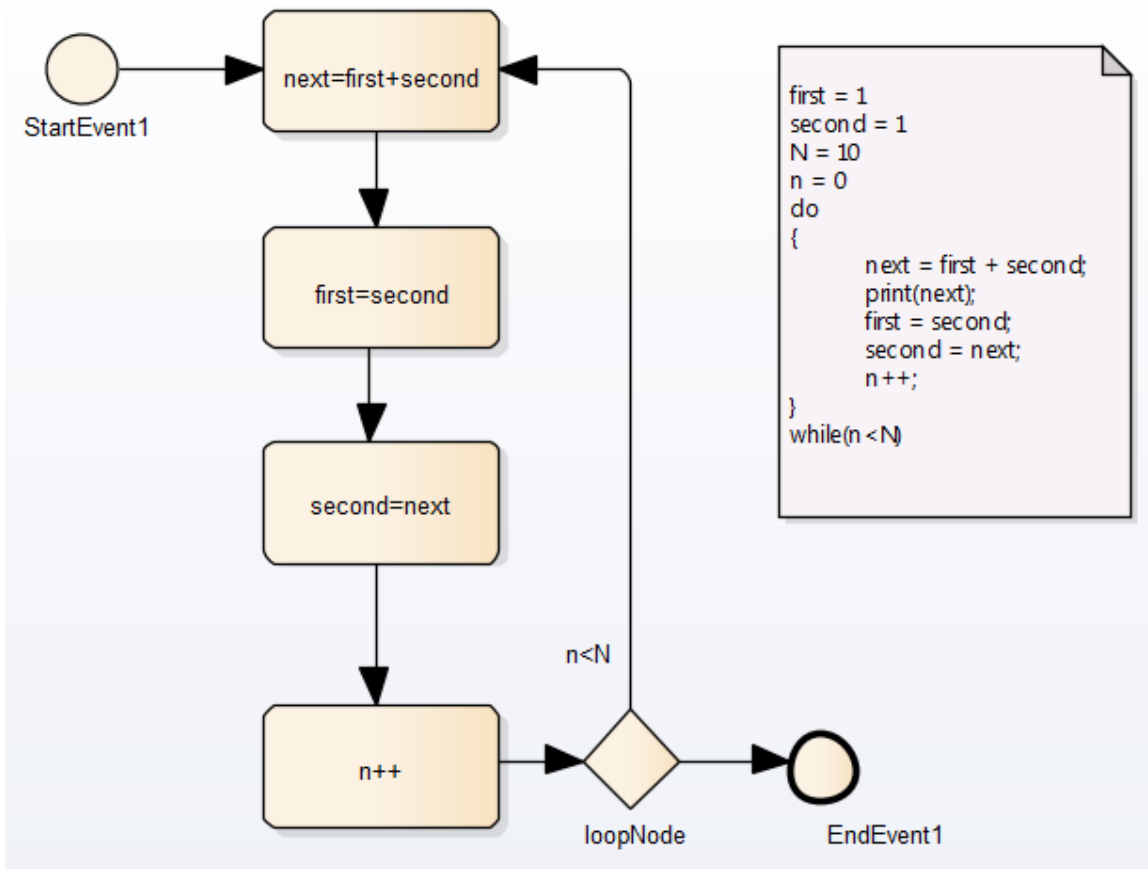 StartEvent1
next=first+second
first=second
second=next
n++
n<N
loopNode
EndEvent1
first = 1
second = 1
N = 10
n = 0
do
{
next = first + second;
print(next);
first = second;
second = next;
n++;
}
while(n<N)